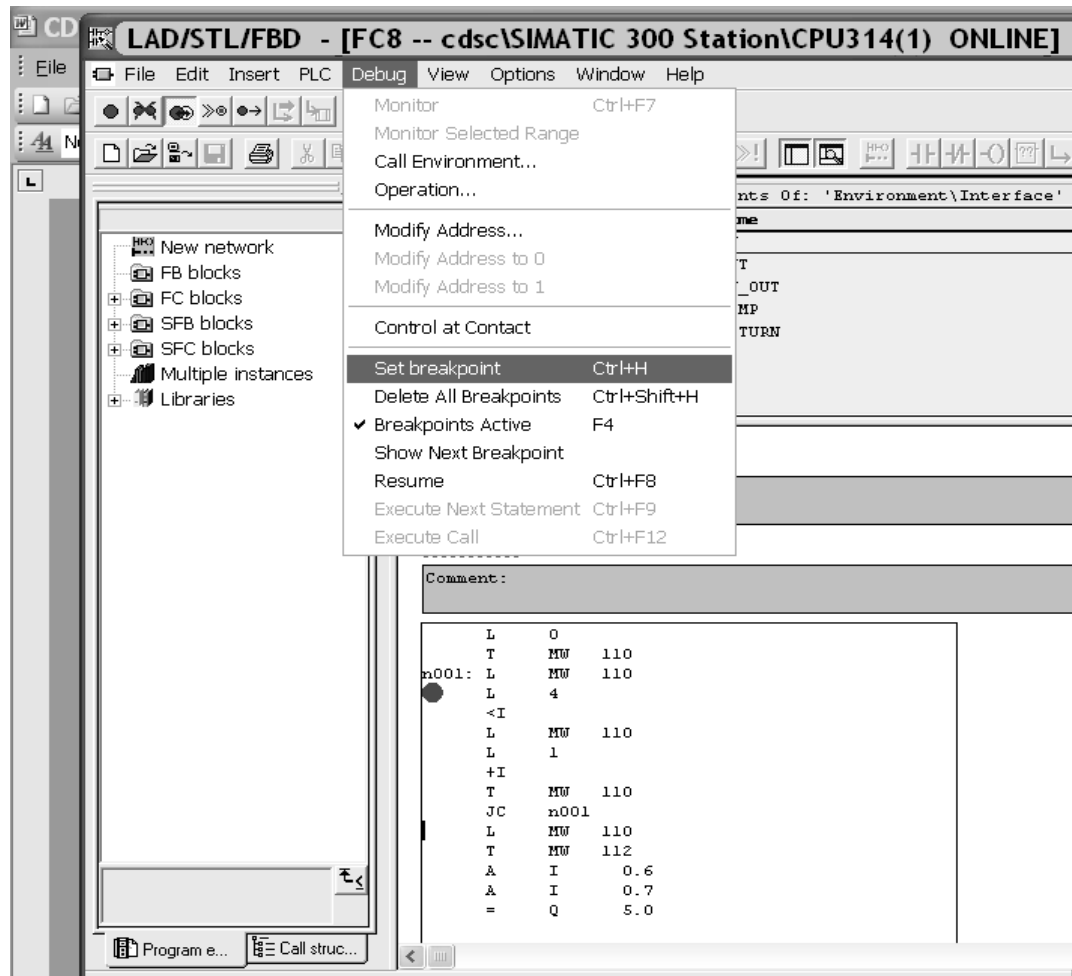 CD
LAD/STL/FBD - [FC8 -- cdsc\SIMATIC 300 Station\CPU314(1) ONLINE]
File
File Edit Insert PLC Debug View Options Window Help
Monitor Ctrl+F7
Monitor Selected Range
Call Environment...
Operation...
Modify Address...
Modify Address to 0
Modify Address to 1
Control at Contact
Set breakpoint Ctrl+H
Delete All Breakpoints Ctrl+Shift+H
Breakpoints Active F4
Show Next Breakpoint
Resume Ctrl+F8
Execute Next Statement Ctrl+F9
Execute Call Ctrl+F12
New network
FB blocks
FC blocks
SFB blocks
SFC blocks
Multiple instances
Libraries
nts Of: 'Environment\Interface'
me
T
_OUT
MP
TURN
Comment:
L 0
T MW 110
n001: L MW 110
L 4
<I
L MW 110
L 1
+I
T MW 110
JC n001
L MW 110
T MW 112
A I 0.6
A I 0.7
= Q 5.0
Program e... Call struc...